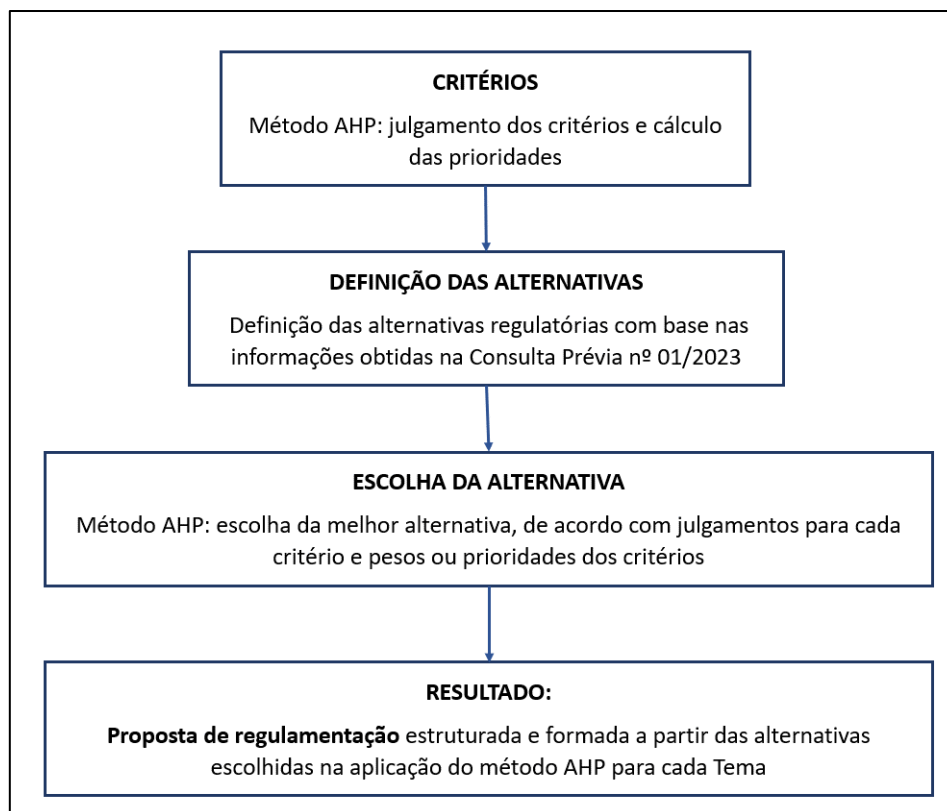 CRITÉRIOS
Método AHP: julgamento dos critérios e cálculo
das prioridades
DEFINIÇÃO DAS ALTERNATIVAS
Definição das alternativas regulatórias com base nas
informações obtidas na Consulta Prévia nº 01/2023
ESCOLHA DA ALTERNATIVA
Método AHP: escolha da melhor alternativa, de acordo com julgamentos para cada
critério e pesos ou prioridades dos critérios
RESULTADO:
Proposta de regulamentação estruturada e formada a partir das alternativas
escolhidas na aplicação do método AHP para cada Tema